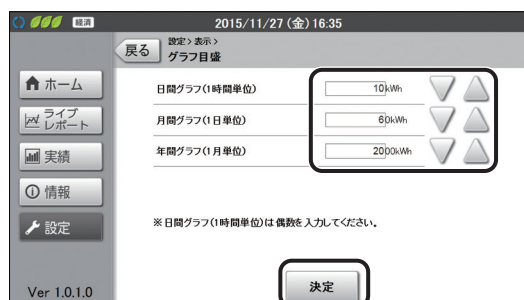 経済
2015/11/27 (金) 16:35
戻る
設定 > 表示 >
グラフ目盛
ホーム
ライブ
レポート
実績
情報
設定
Ver 1.0.1.0
日間グラフ(1時間単位)
10kWh
月間グラフ(1日単位)
60kWh
年間グラフ(1月単位)
2000kWh
※日間グラフ(1時間単位)は偶数を入力してください。
決定